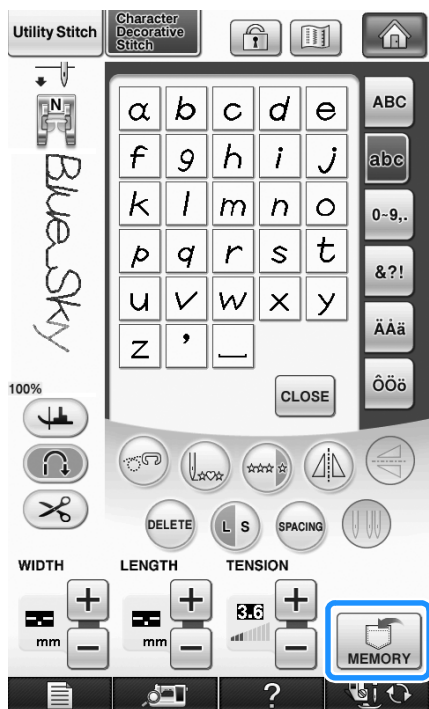 Utility Stitch
Character
Decorative
Stitch
N
Blue_Sky
100%
a b c d e
f g h i j
k l m n o
p q r s t
u v w x y
z ’ _
CLOSE
ABC
abc
0~9,.
&?!
ÄÅä
ÔÖö
DELETE
L S
SPACING
WIDTH
LENGTH
TENSION
mm
+
−
mm
+
−
3.6
+
−
MEMORY
?